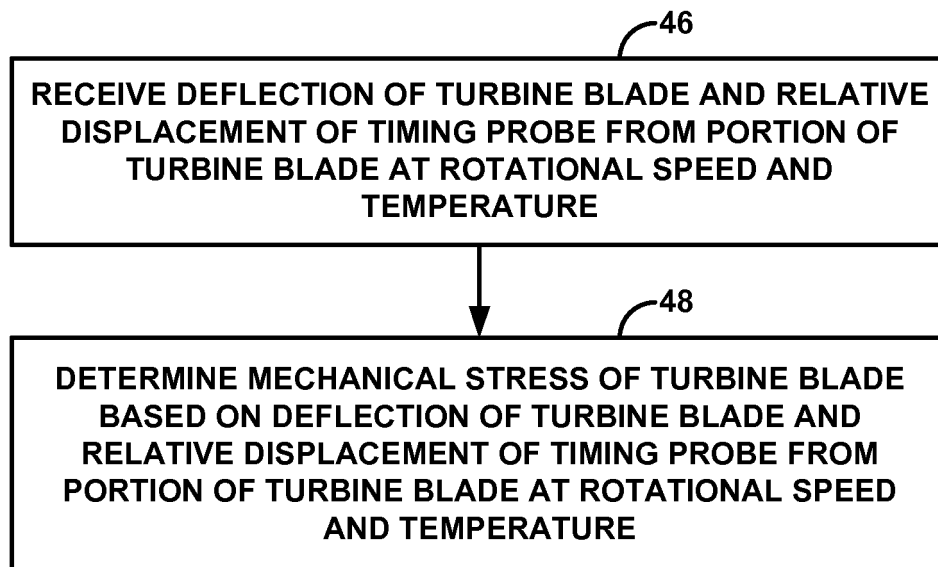 46
RECEIVE DEFLECTION OF TURBINE BLADE AND RELATIVE
DISPLACEMENT OF TIMING PROBE FROM PORTION OF
TURBINE BLADE AT ROTATIONAL SPEED AND
TEMPERATURE
48
DETERMINE MECHANICAL STRESS OF TURBINE BLADE
BASED ON DEFLECTION OF TURBINE BLADE AND
RELATIVE DISPLACEMENT OF TIMING PROBE FROM
PORTION OF TURBINE BLADE AT ROTATIONAL SPEED
AND TEMPERATURE